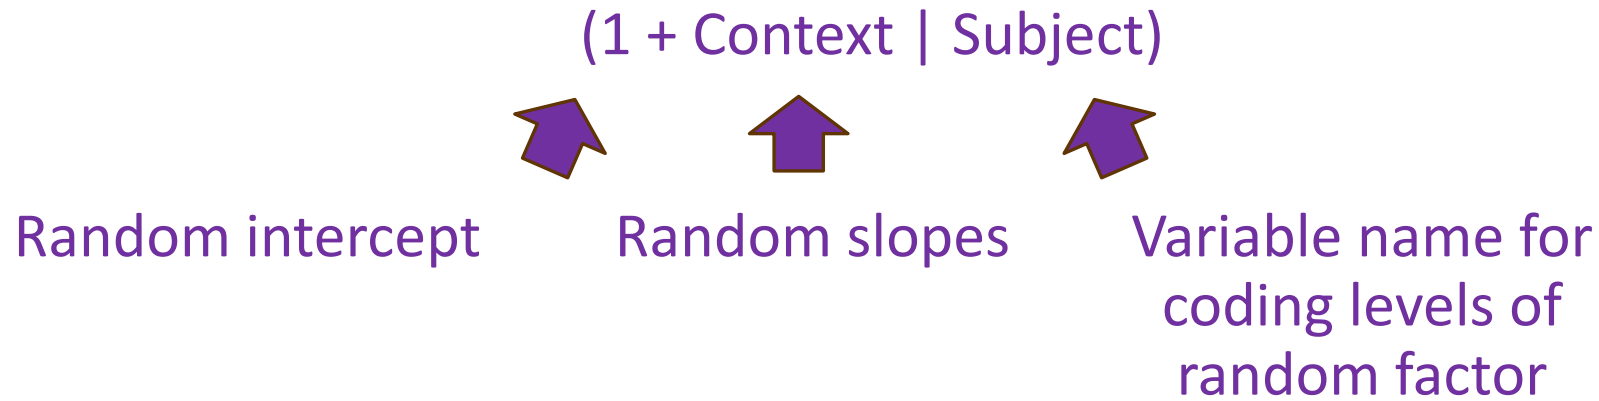 (1 + Context | Subject)
Random intercept
Random slopes
Variable name for
coding levels of
random factor